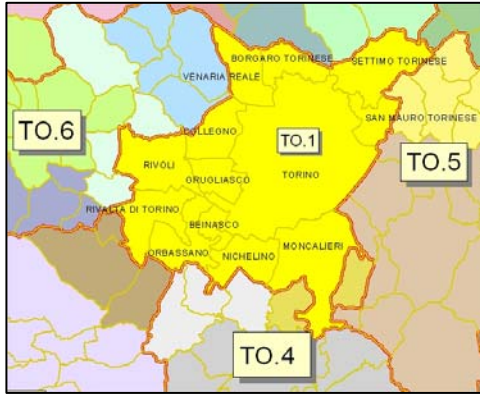 BORGARO TORINESE
SETTIMO TORINESE
VENARIA REALE
SAN MAURO TORINESE
TO.6
COLLEGNO
TO.1
TO.5
RIVOLI
GRUGLIASCO
TORINO
RIVALTA DI TORINO
BEINASCO
ORBASSANO
NICHELINO
MONCALIERI
TO.4